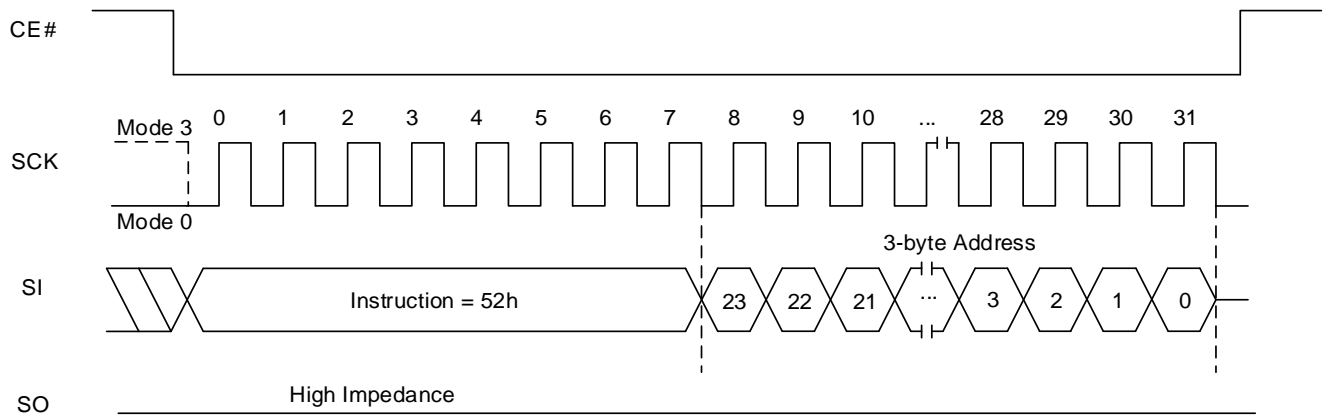 CE#
0 1 2 3 4 5 6 7 8 9 10 ... 28 29 30 31
Mode 3
SCK
Mode 0
3-byte Address
SI
Instruction = 52h 23 22 21 ... 3 2 1 0
High Impedance
SO